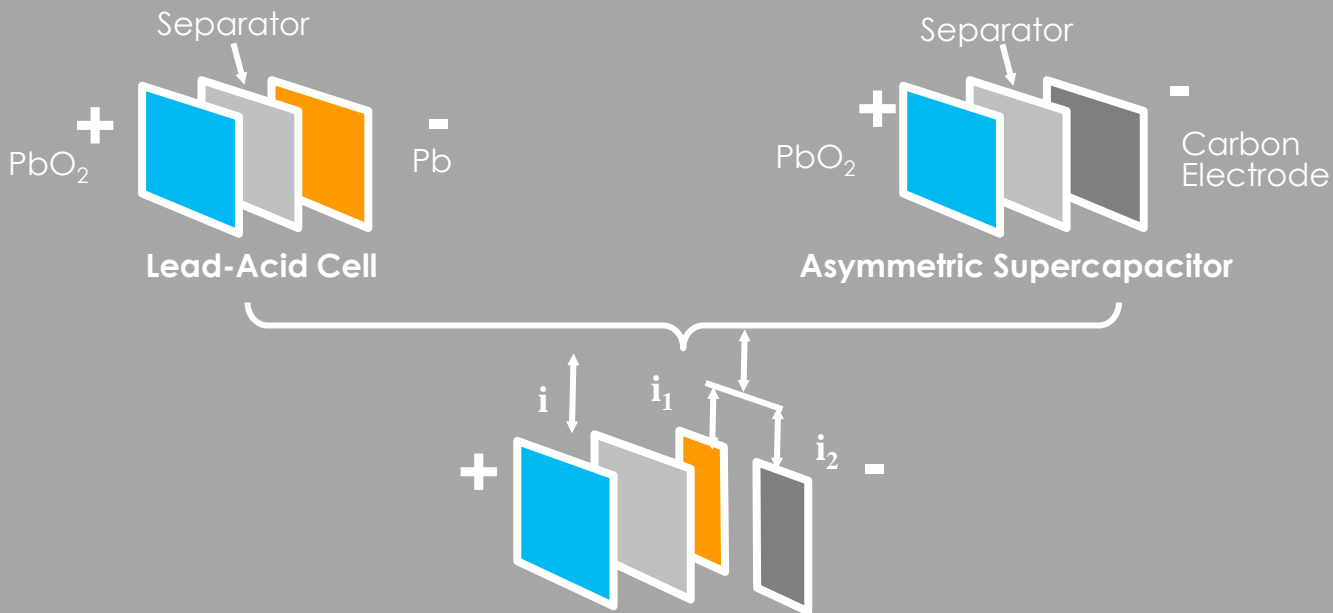 Separator
+
-
PbO₂
Pb
Lead-Acid Cell
Separator
+
-
PbO₂
Carbon
Electrode
Asymmetric Supercapacitor
i
i₁
i₂
+
-